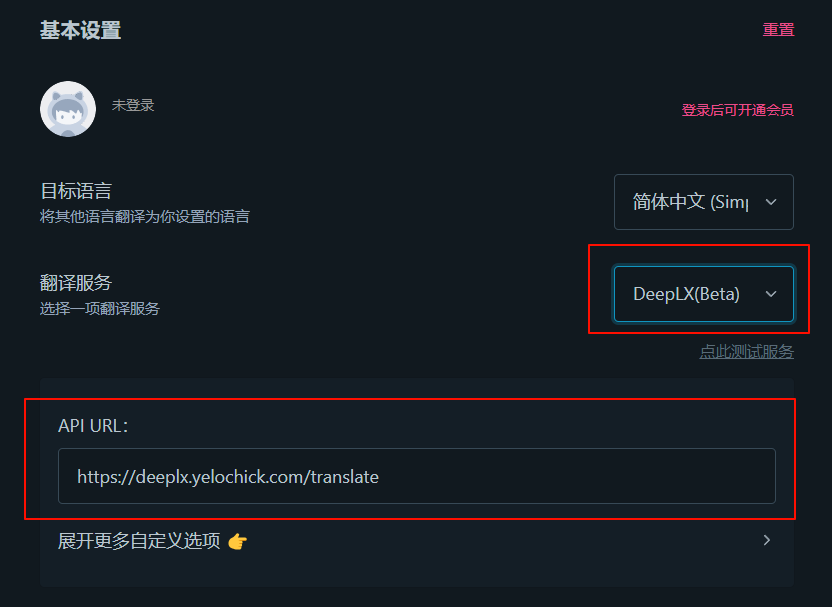 基本设置
重置
未登录
登录后可开通会员
目标语言
将其他语言翻译为你设置的语言
简体中文 (Simp
翻译服务
选择一项翻译服务
DeepLX(Beta)
点此测试服务
API URL：
https://deeplx.yelochick.com/translate
展开更多自定义选项 👉